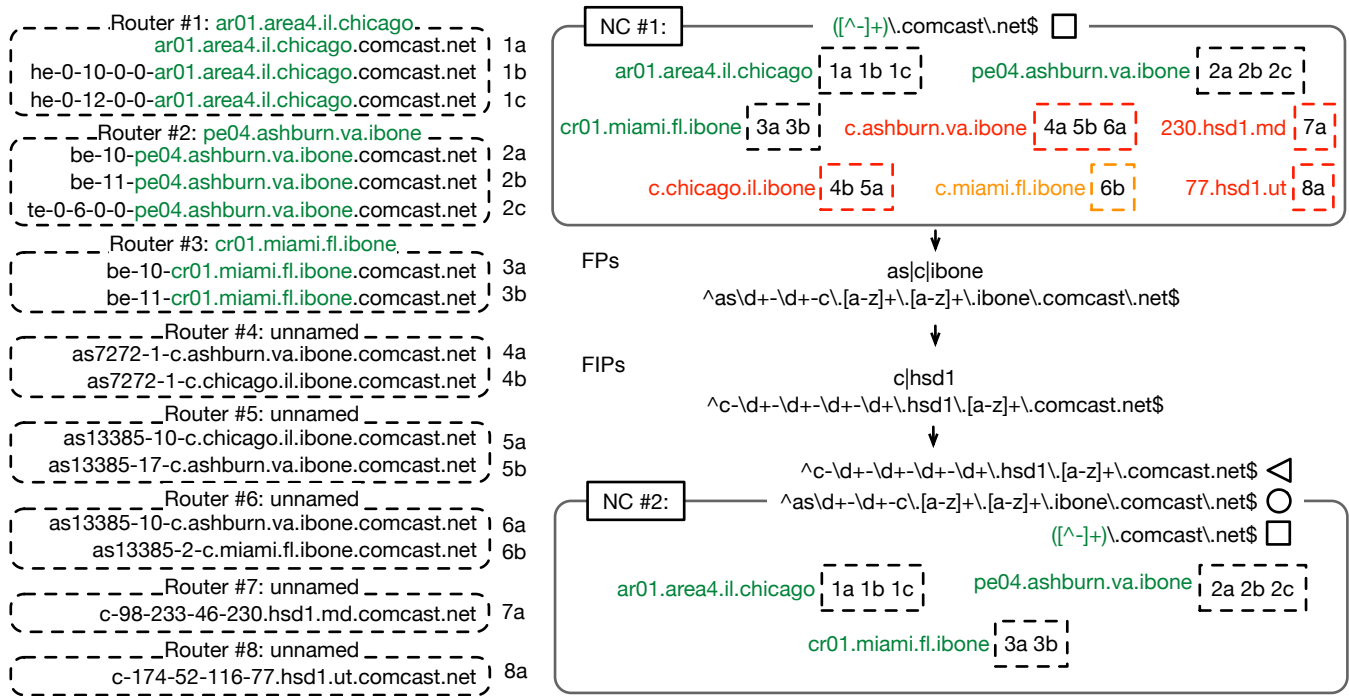 Router #1: ar01.area4.il.chicago
ar01.area4.il.chicago.comcast.net 1a
he-0-10-0-0-ar01.area4.il.chicago.comcast.net 1b
he-0-12-0-0-ar01.area4.il.chicago.comcast.net 1c
Router #2: pe04.ashburn.va.ibone
be-10-pe04.ashburn.va.ibone.comcast.net 2a
be-11-pe04.ashburn.va.ibone.comcast.net 2b
te-0-6-0-0-pe04.ashburn.va.ibone.comcast.net 2c
Router #3: cr01.miami.fl.ibone
be-10-cr01.miami.fl.ibone.comcast.net 3a
be-11-cr01.miami.fl.ibone.comcast.net 3b
Router #4: unnamed
as7272-1-c.ashburn.va.ibone.comcast.net 4a
as7272-1-c.chicago.il.ibone.comcast.net 4b
Router #5: unnamed
as13385-10-c.chicago.il.ibone.comcast.net 5a
as13385-17-c.ashburn.va.ibone.comcast.net 5b
Router #6: unnamed
as13385-10-c.ashburn.va.ibone.comcast.net 6a
as13385-2-c.miami.fl.ibone.comcast.net 6b
Router #7: unnamed
c-98-233-46-230.hsd1.md.comcast.net 7a
Router #8: unnamed
c-174-52-116-77.hsd1.ut.comcast.net 8a
NC #1: ([^-]+)\.comcast\.net$
ar01.area4.il.chicago 1a 1b 1c pe04.ashburn.va.ibone 2a 2b 2c
cr01.miami.fl.ibone 3a 3b c.ashburn.va.ibone 4a 5b 6a 230.hsd1.md 7a
c.chicago.il.ibone 4b 5a c.miami.fl.ibone 6b 77.hsd1.ut 8a
FPs
as|c|ibone
^as\d+-\d+-c\.[a-z]+\.[a-z]+\.ibone\.comcast\.net$
FIPs
c|hsd1
^c-\d+-\d+-\d+-\d+\.hsd1\.[a-z]+\.comcast.net$
^c-\d+-\d+-\d+-\d+\.hsd1\.[a-z]+\.comcast.net$
NC #2: ^as\d+-\d+-c\.[a-z]+\.[a-z]+\.ibone\.comcast\.net$
([^-]+)\.comcast\.net$
ar01.area4.il.chicago 1a 1b 1c pe04.ashburn.va.ibone 2a 2b 2c
cr01.miami.fl.ibone 3a 3b